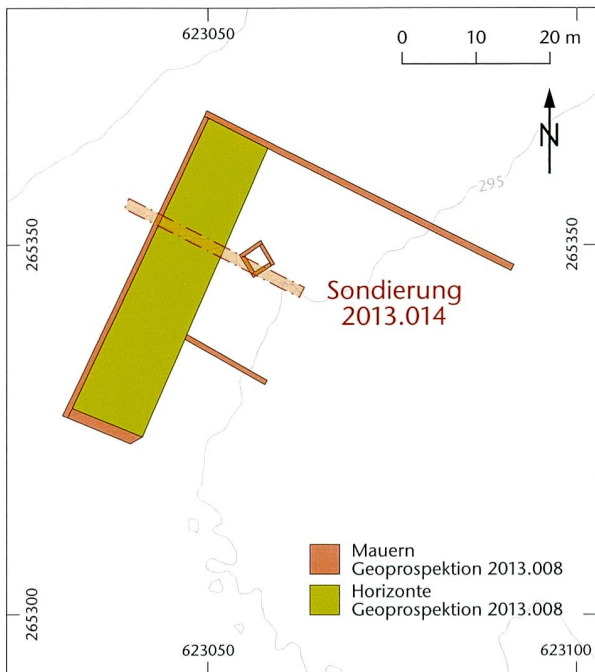 623050
0 10 20 m
N
295
265350
265350
Sondierung
2013.014
Mauern
Geoprospektion 2013.008
Horizonte
Geoprospektion 2013.008
265300
623050
623100